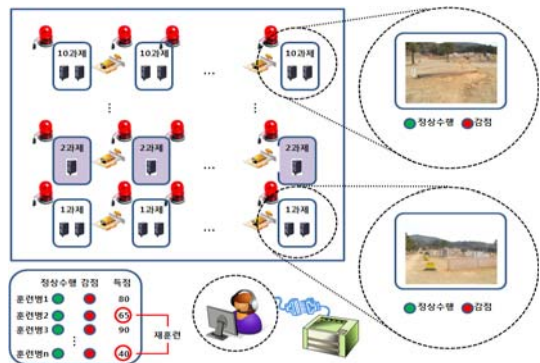 10과제 10과제 ... 10과제
⋮ ⋮
2과제 2과제 ... 2과제
1과제 1과제 ... 1과제
정상수행 감점
정상수행 감점
정상수행 감점 득점
훈련병1 80
훈련병2 65
훈련병3 90
⋮
훈련병n 40
재훈련